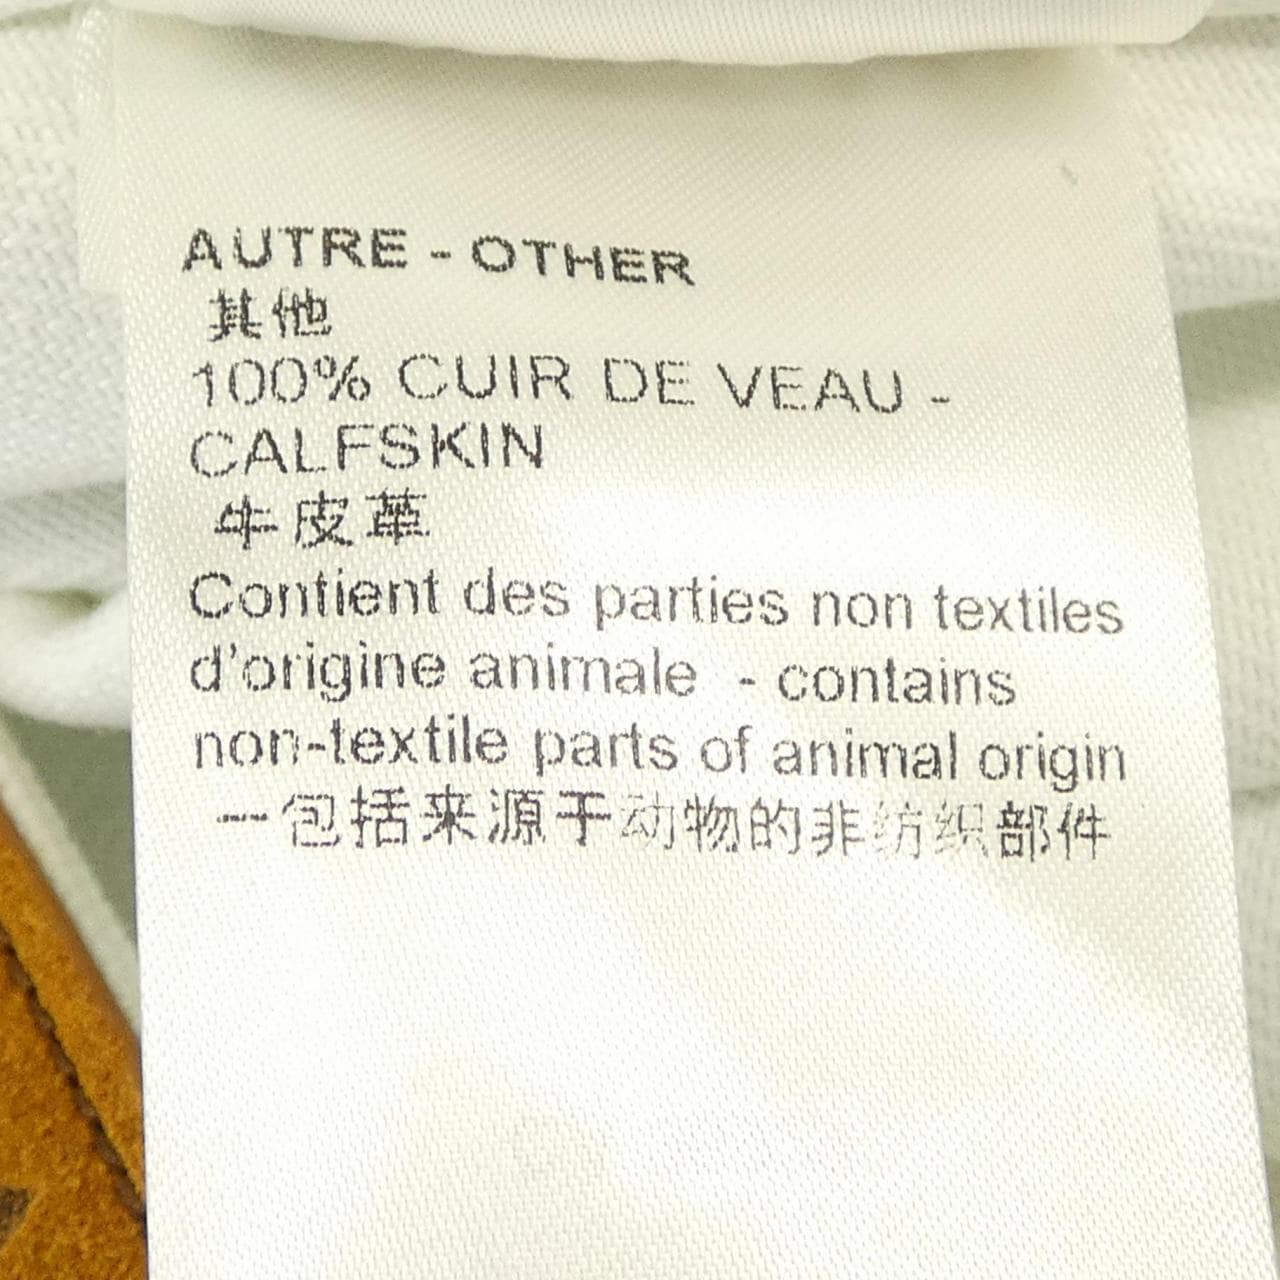 AUTRE - OTHER
其他
100% CUIR DE VEAU -
CALFSKIN
牛皮革
Contient des parties non textiles
d'origine animale - contains
non-textile parts of animal origin
一包括来源于动物的非纺织部件